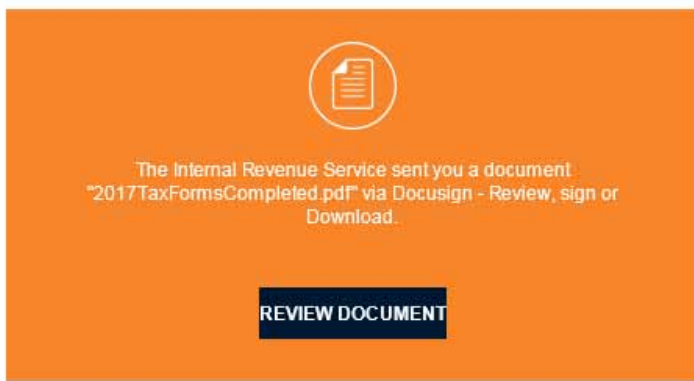 The Internal Revenue Service sent you a document
"2017TaxFormsCompleted.pdf" via Docusign - Review, sign or
Download.
REVIEW DOCUMENT